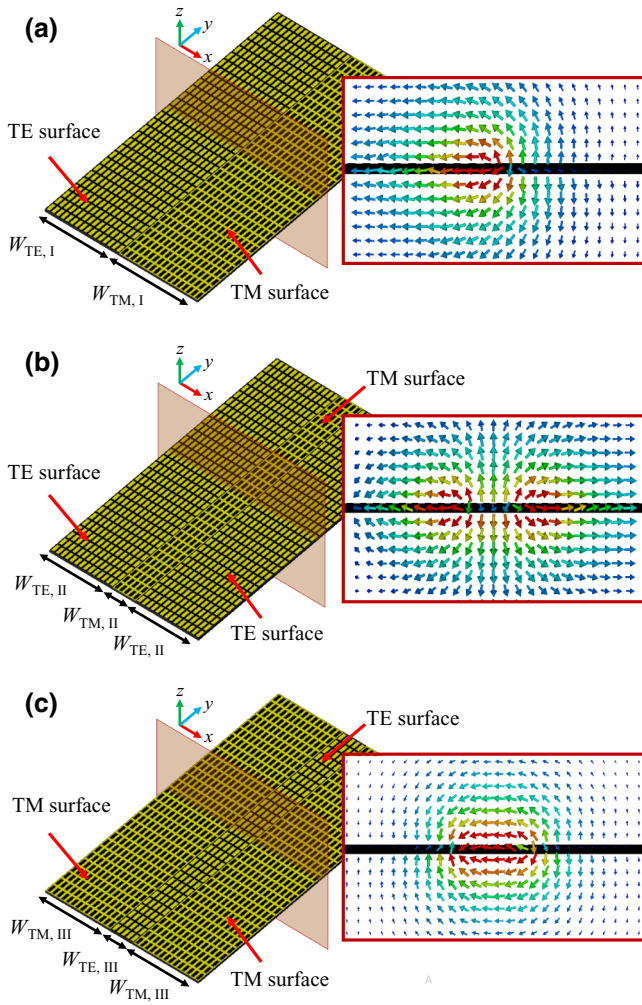 (a)
z
y
x
TE surface
W_TE, I
W_TM, I
TM surface
(b)
z
y
x
TM surface
TE surface
W_TE, II
W_TM, II
W_TE, II
TE surface
(c)
z
y
x
TE surface
TM surface
W_TM, III
W_TE, III
W_TM, III
TM surface
A